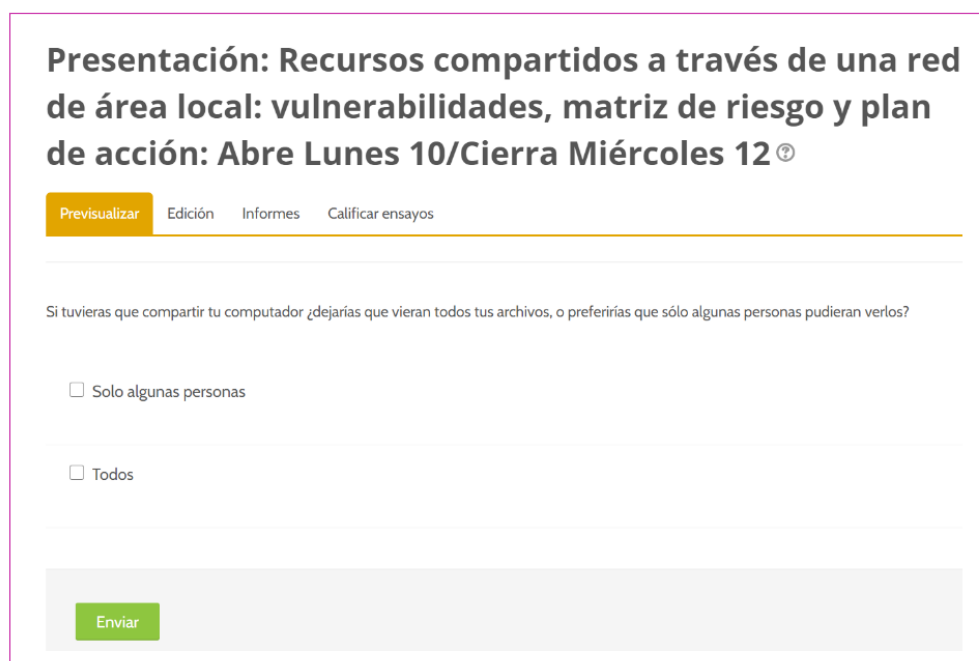 Presentación: Recursos compartidos a través de una red
de área local: vulnerabilidades, matriz de riesgo y plan
de acción: Abre Lunes 10/Cierra Miércoles 12 ?
Previsualizar Edición Informes Calificar ensayos
Si tuvieras que compartir tu computador ¿dejarías que vieran todos tus archivos, o preferirías que sólo algunas personas pudieran verlos?
Solo algunas personas
Todos
Enviar